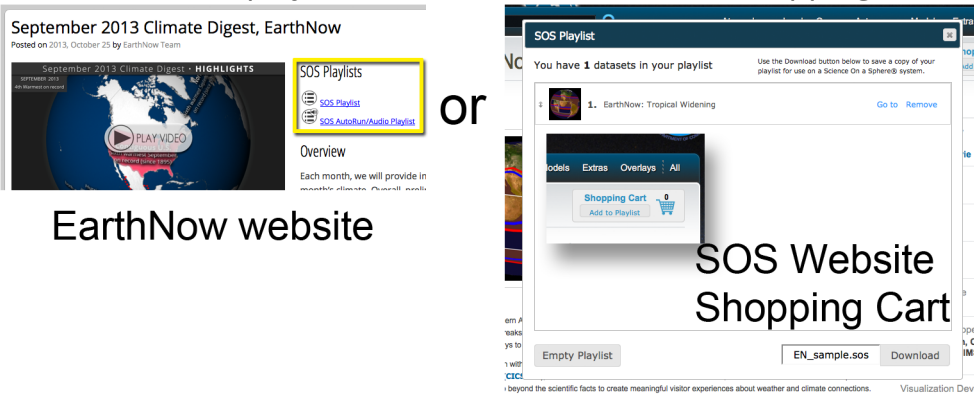 September 2013 Climate Digest, EarthNow
Posted on 2013, October 25 by EarthNow Team
September 2013 Climate Digest • HIGHLIGHTS
SEPTEMBER 2013
4th Warmest on record
PLAY VIDEO
SOS Playlists
SOS Playlist
SOS AutoRun/Audio Playlist
Overview
Each month, we will provide in
EarthNow website
or
SOS Playlist
You have 1 datasets in your playlist
Use the Download button below to save a copy of your
playlist for use on a Science On a Sphere® system.
1. EarthNow: Tropical Widening
Go to Remove
Extras Overlays All
Shopping Cart 0
Add to Playlist
SOS Website
Shopping Cart
Empty Playlist
EN_sample.sos
Download
beyond the scientific facts to create meaningful visitor experiences about weather and climate connections.
Visualization Dev